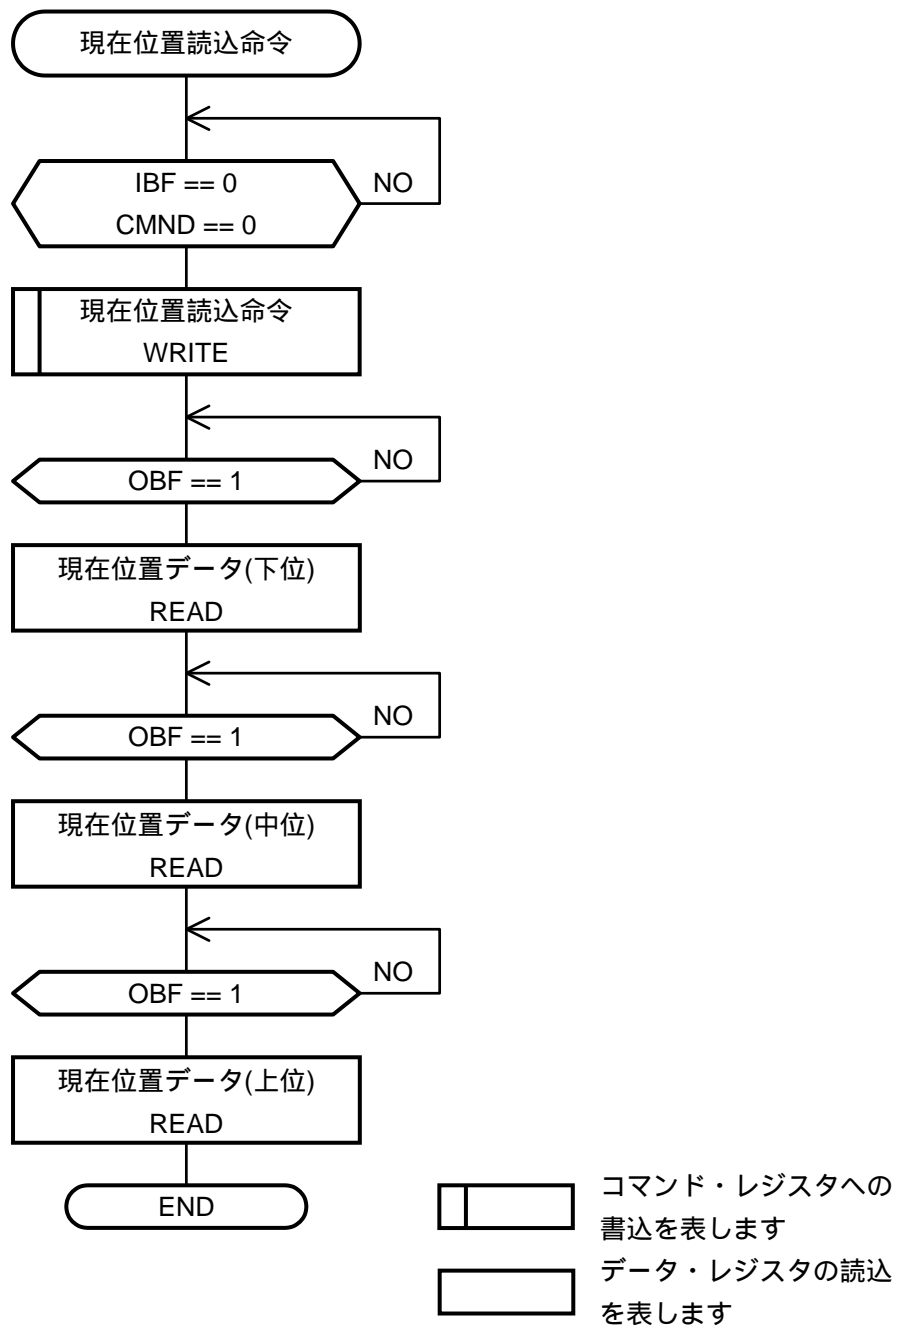 現在位置読込命令
IBF == 0
NO
CMND == 0
現在位置読込命令
WRITE
NO
OBF == 1
現在位置データ(下位)
READ
NO
OBF == 1
現在位置データ(中位)
READ
NO
OBF == 1
現在位置データ(上位)
READ
END
コマンド・レジスタへの
書込を表します
データ・レジスタの読込
を表します